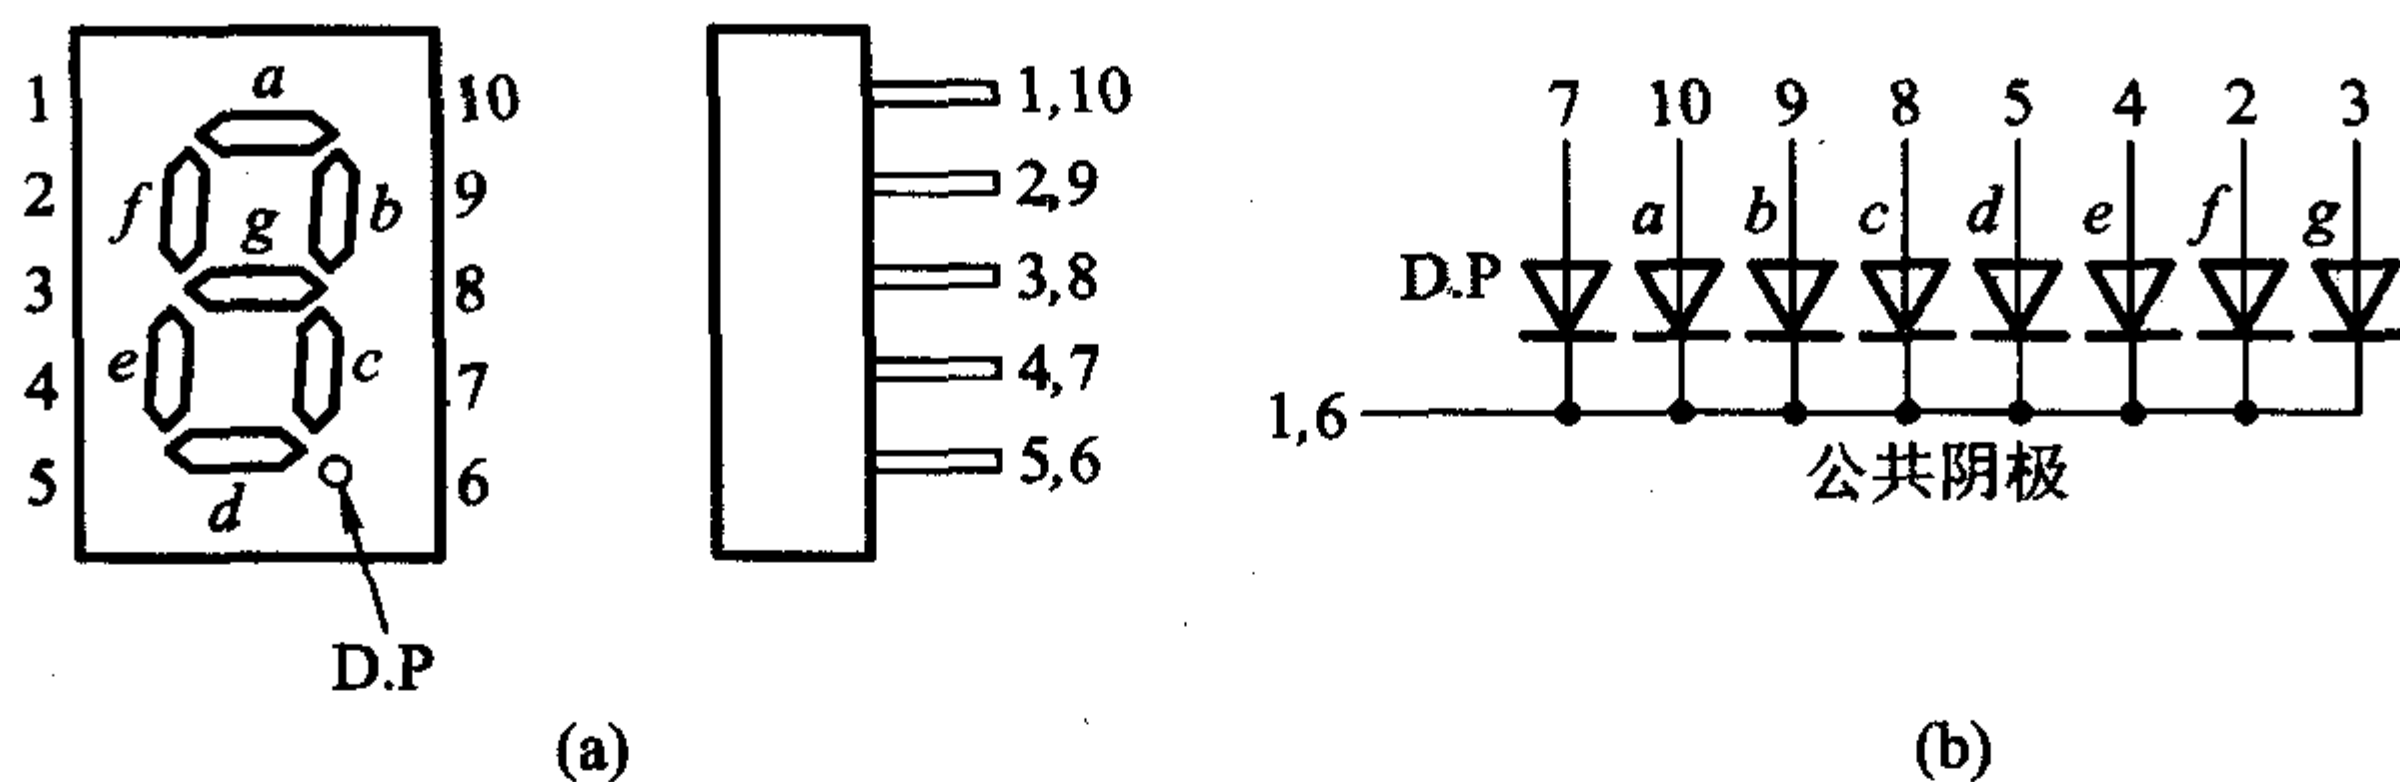 a
1 10
2 f b 9
g
3 8
e c
4 7
5 6
d
D.P
1,10
2,9
3,8
4,7
5,6
(a)
7 10 9 8 5 4 2 3
a b c d e f g
D.P
1,6
公共阴极
(b)